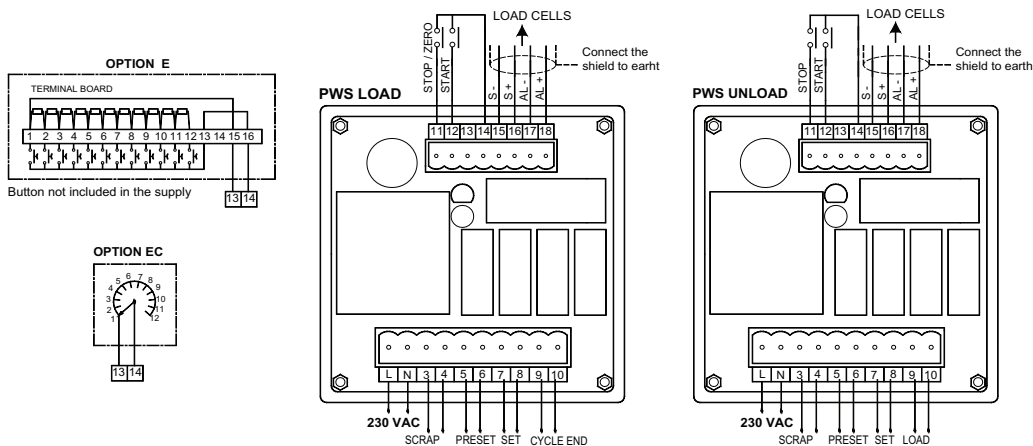 OPTION E
TERMINAL BOARD
1 2 3 4 5 6 7 8 9 10 11 12 13 14 15 16
Button not included in the supply
13 14
OPTION EC
1 2 3 4 5 6 7 8 9 10 11 12
13 14
LOAD CELLS
STOP / ZERO
START
S -
S +
AL -
AL +
Connect the
shield to eart
PWS LOAD
11 12 13 14 15 16 17 18
L N 3 4 5 6 7 8 9 10
230 VAC
SCRAP PRESET SET CYCLE END
LOAD CELLS
STOP
START
S -
S +
AL -
AL +
Connect the
shield to eart
PWS UNLOAD
11 12 13 14 15 16 17 18
L N 3 4 5 6 7 8 9 10
230 VAC
SCRAP PRESET SET LOAD